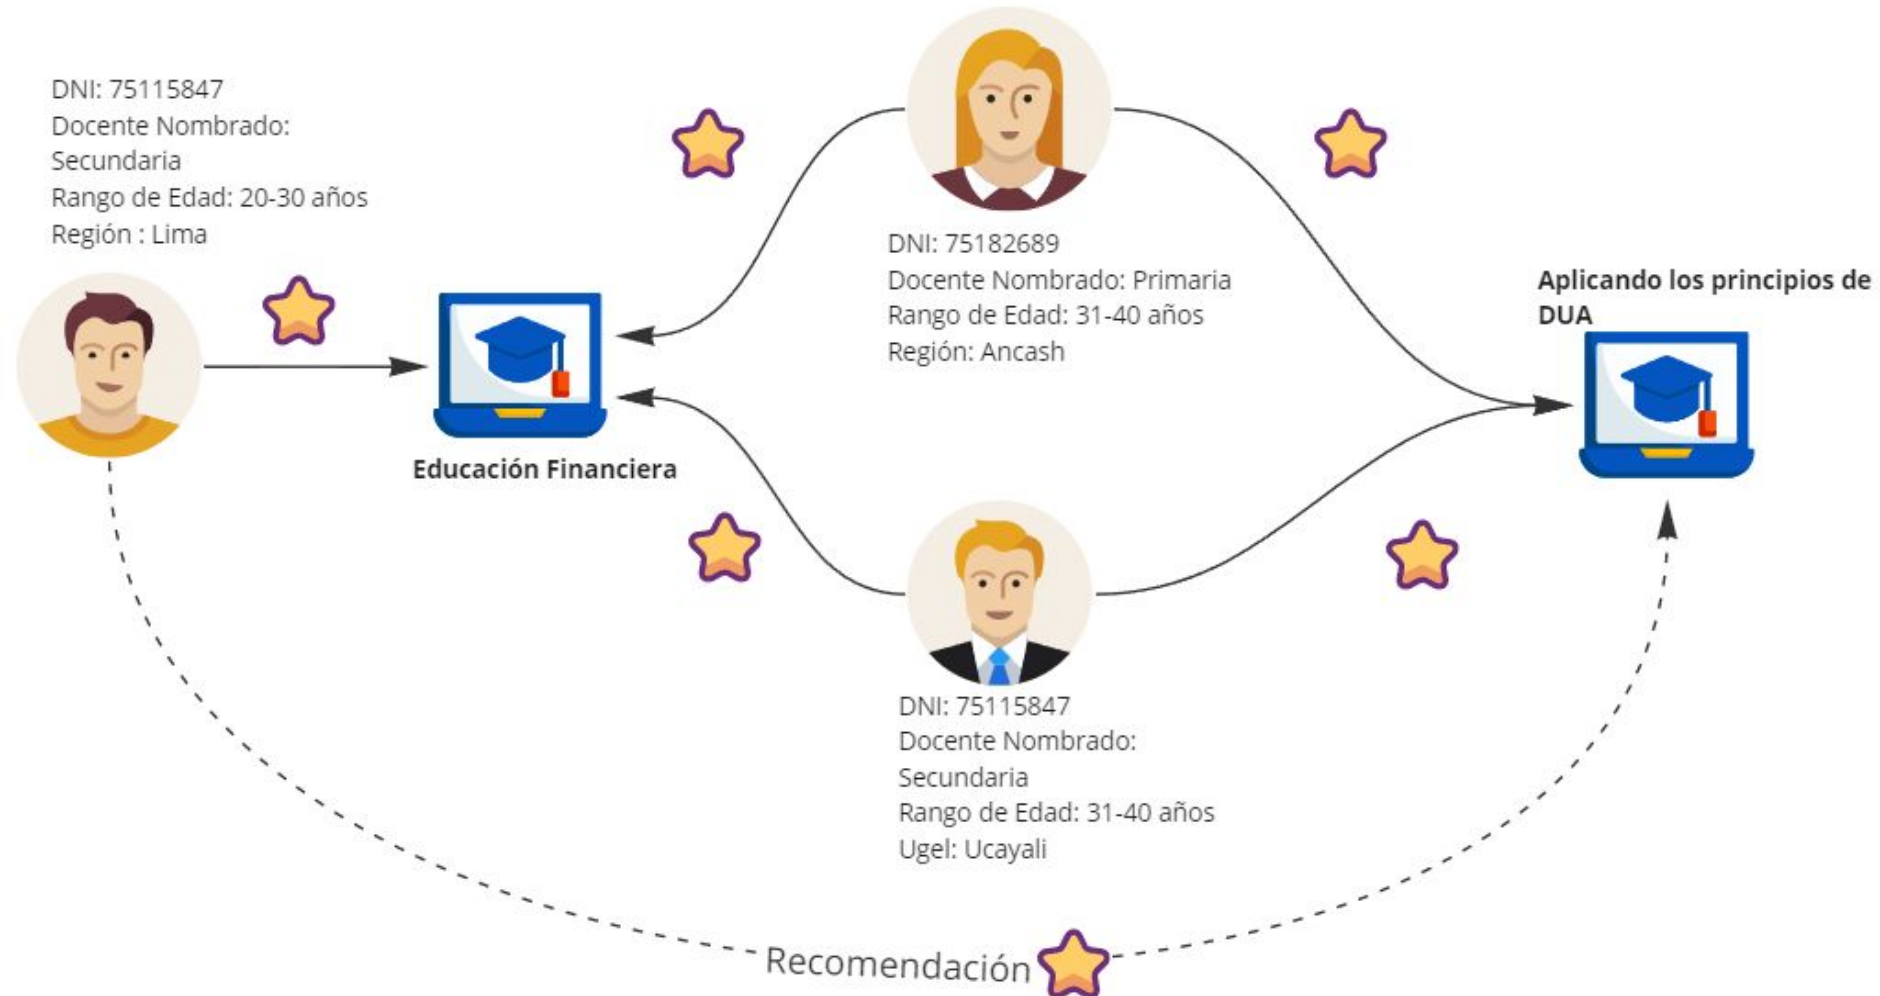 DNI: 75115847
Docente Nombrado:
Secundaria
Rango de Edad: 20-30 años
Región : Lima
Educación Financiera
DNI: 75182689
Docente Nombrado: Primaria
Rango de Edad: 31-40 años
Región: Ancash
Aplicando los principios de
DUA
DNI: 75115847
Docente Nombrado:
Secundaria
Rango de Edad: 31-40 años
Ugel: Ucayali
Recomendación